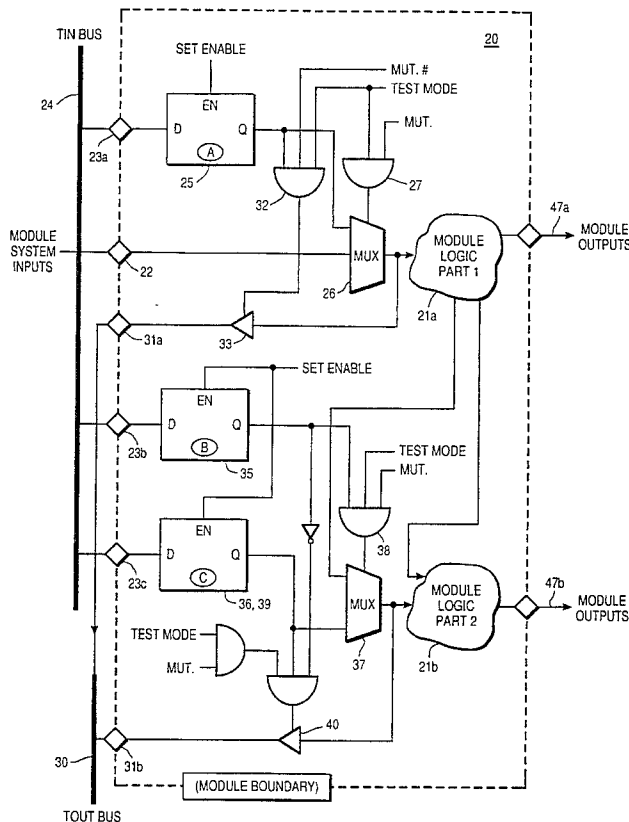 TIN BUS
20
SET ENABLE
MUT. #
24
TEST MODE
EN
D
Q
MUT.
23a
A
25
32
27
47a
MODULE
SYSTEM
INPUTS
22
MUX
26
MODULE
LOGIC
PART 1
21a
MODULE
OUTPUTS
31a
33
SET ENABLE
EN
D
Q
23b
B
35
TEST MODE
MUT.
38
EN
D
Q
23c
C
36, 39
MUX
37
MODULE
LOGIC
PART 2
21b
47b
MODULE
OUTPUTS
TEST MODE
MUT.
40
30
31b
(MODULE BOUNDARY)
TOUT BUS